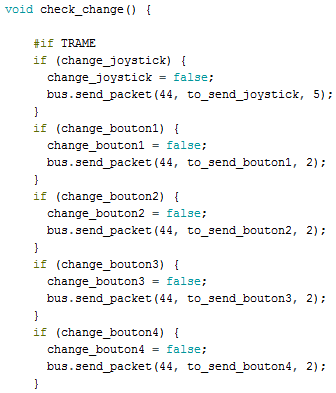 void check_change() {
#if TRAME
if (change_joystick) {
change_joystick = false;
bus.send_packet(44, to_send_joystick, 5);
}
if (change_bouton1) {
change_bouton1 = false;
bus.send_packet(44, to_send_bouton1, 2);
}
if (change_bouton2) {
change_bouton2 = false;
bus.send_packet(44, to_send_bouton2, 2);
}
if (change_bouton3) {
change_bouton3 = false;
bus.send_packet(44, to_send_bouton3, 2);
}
if (change_bouton4) {
change_bouton4 = false;
bus.send_packet(44, to_send_bouton4, 2);
}